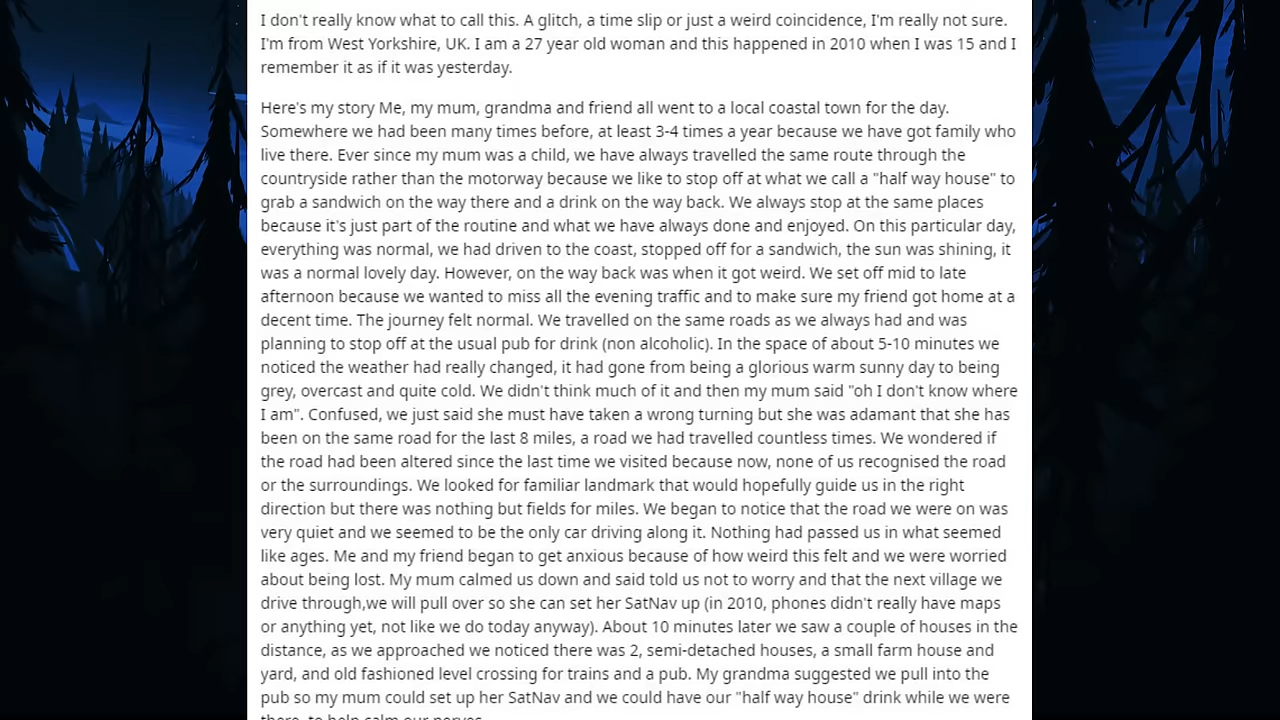 I don't really know what to call this. A glitch, a time slip or just a weird coincidence, I'm really not sure.
I'm from West Yorkshire, UK. I am a 27 year old woman and this happened in 2010 when I was 15 and I
remember it as if it was yesterday.
Here's my story Me, my mum, grandma and friend all went to a local coastal town for the day.
Somewhere we had been many times before, at least 3-4 times a year because we have got family who
live there. Ever since my mum was a child, we have always travelled the same route through the
countryside rather than the motorway because we like to stop off at what we call a "half way house" to
grab a sandwich on the way there and a drink on the way back. We always stop at the same places
because it's just part of the routine and what we have always done and enjoyed. On this particular day,
everything was normal, we had driven to the coast, stopped off for a sandwich, the sun was shining, it
was a normal lovely day. However, on the way back was when it got weird. We set off mid to late
afternoon because we wanted to miss all the evening traffic and to make sure my friend got home at a
decent time. The journey felt normal. We travelled on the same roads as we always had and was
planning to stop off at the usual pub for drink (non alcoholic). In the space of about 5-10 minutes we
noticed the weather had really changed, it had gone from being a glorious warm sunny day to being
grey, overcast and quite cold. We didn't think much of it and then my mum said "oh I don't know where
I am". Confused, we just said she must have taken a wrong turning but she was adamant that she has
been on the same road for the last 8 miles, a road we had travelled countless times. We wondered if
the road had been altered since the last time we visited because now, none of us recognised the road
or the surroundings. We looked for familiar landmark that would hopefully guide us in the right
direction but there was nothing but fields for miles. We began to notice that the road we were on was
very quiet and we seemed to be the only car driving along it. Nothing had passed us in what seemed
like ages. Me and my friend began to get anxious because of how weird this felt and we were worried
about being lost. My mum calmed us down and said told us not to worry and that the next village we
drive through,we will pull over so she can set her SatNav up (in 2010, phones didn't really have maps
or anything yet, not like we do today anyway). About 10 minutes later we saw a couple of houses in the
distance, as we approached we noticed there was 2, semi-detached houses, a small farm house and
yard, and old fashioned level crossing for trains and a pub. My grandma suggested we pull into the
pub so my mum could set up her SatNav and we could have our "half way house" drink while we were
there, to help calm our nerves